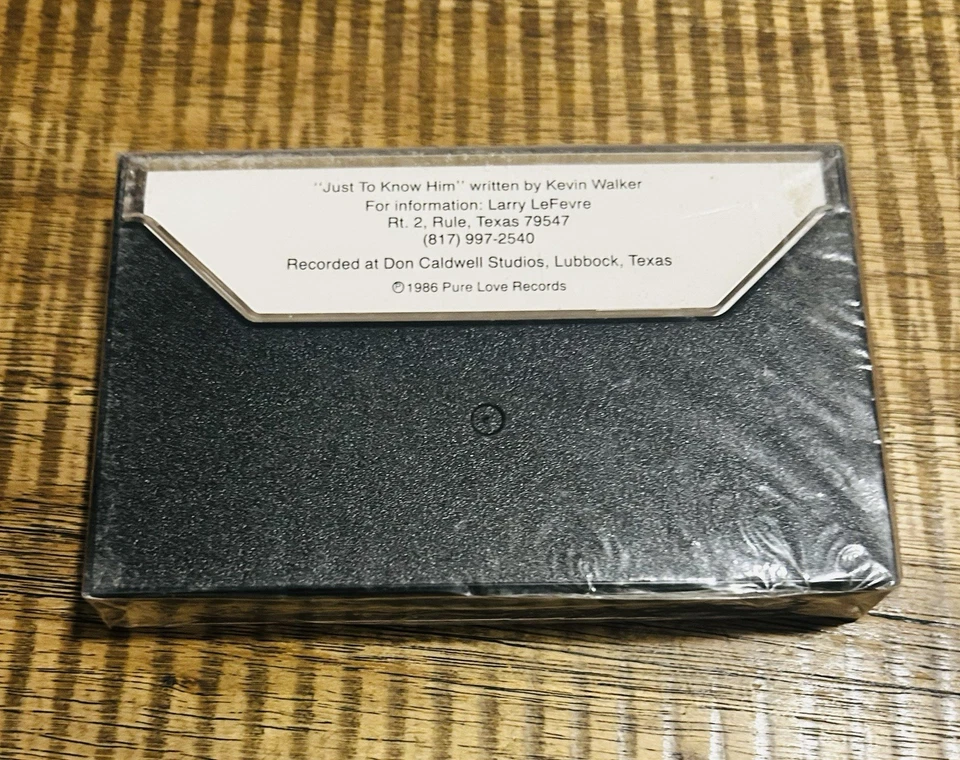 "Just To Know Him" written by Kevin Walker
For information: Larry LeFevre
Rt. 2, Rule, Texas 79547
(817) 997-2540
Recorded at Don Caldwell Studios, Lubbock, Texas
℗1986 Pure Love Records